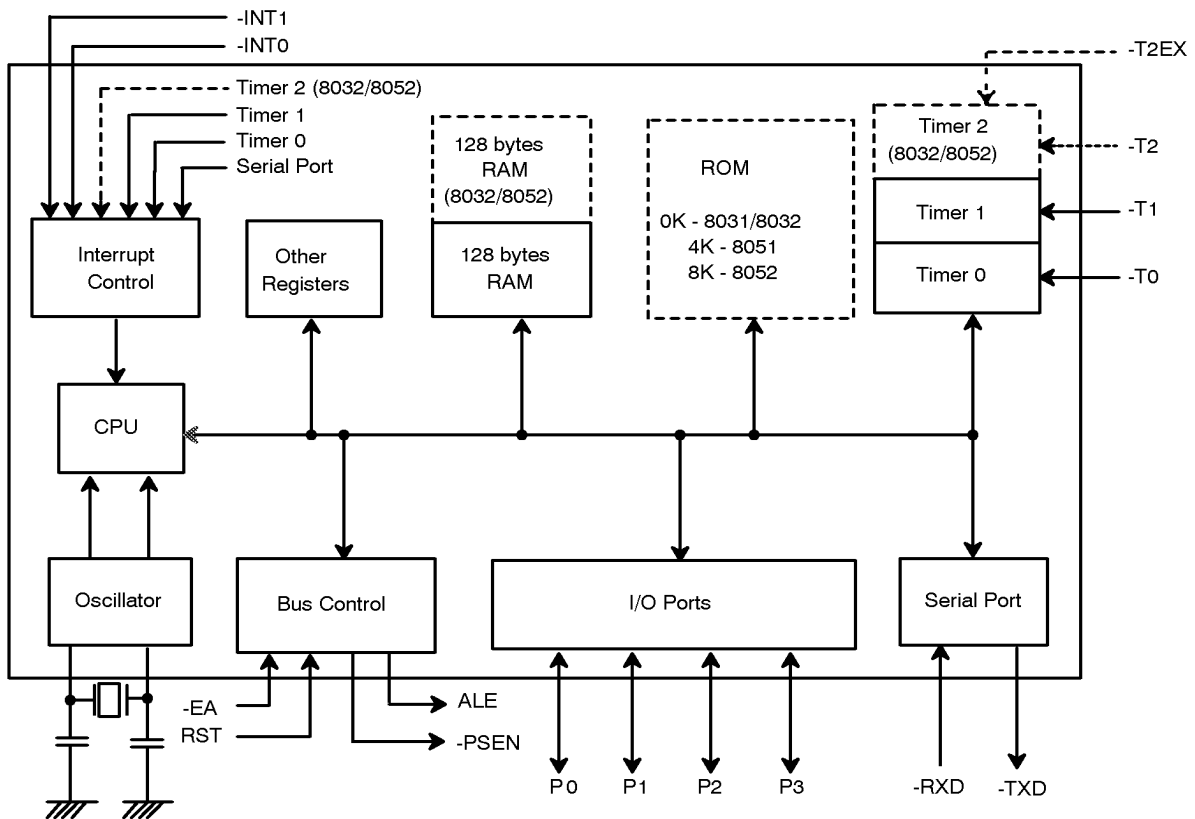 -INT1
-INT0
-T2EX
Timer 2 (8032/8052)
Timer 1
Timer 0
Serial Port
128 bytes
RAM
(8032/8052)
ROM
0K - 8031/8032
4K - 8051
8K - 8052
Timer 2
(8032/8052)
-T2
Timer 1
-T1
Timer 0
-T0
Interrupt
Control
Other
Registers
128 bytes
RAM
CPU
Oscillator
Bus Control
I/O Ports
Serial Port
-EA
RST
ALE
-PSEN
P0
P1
P2
P3
-RXD
-TXD